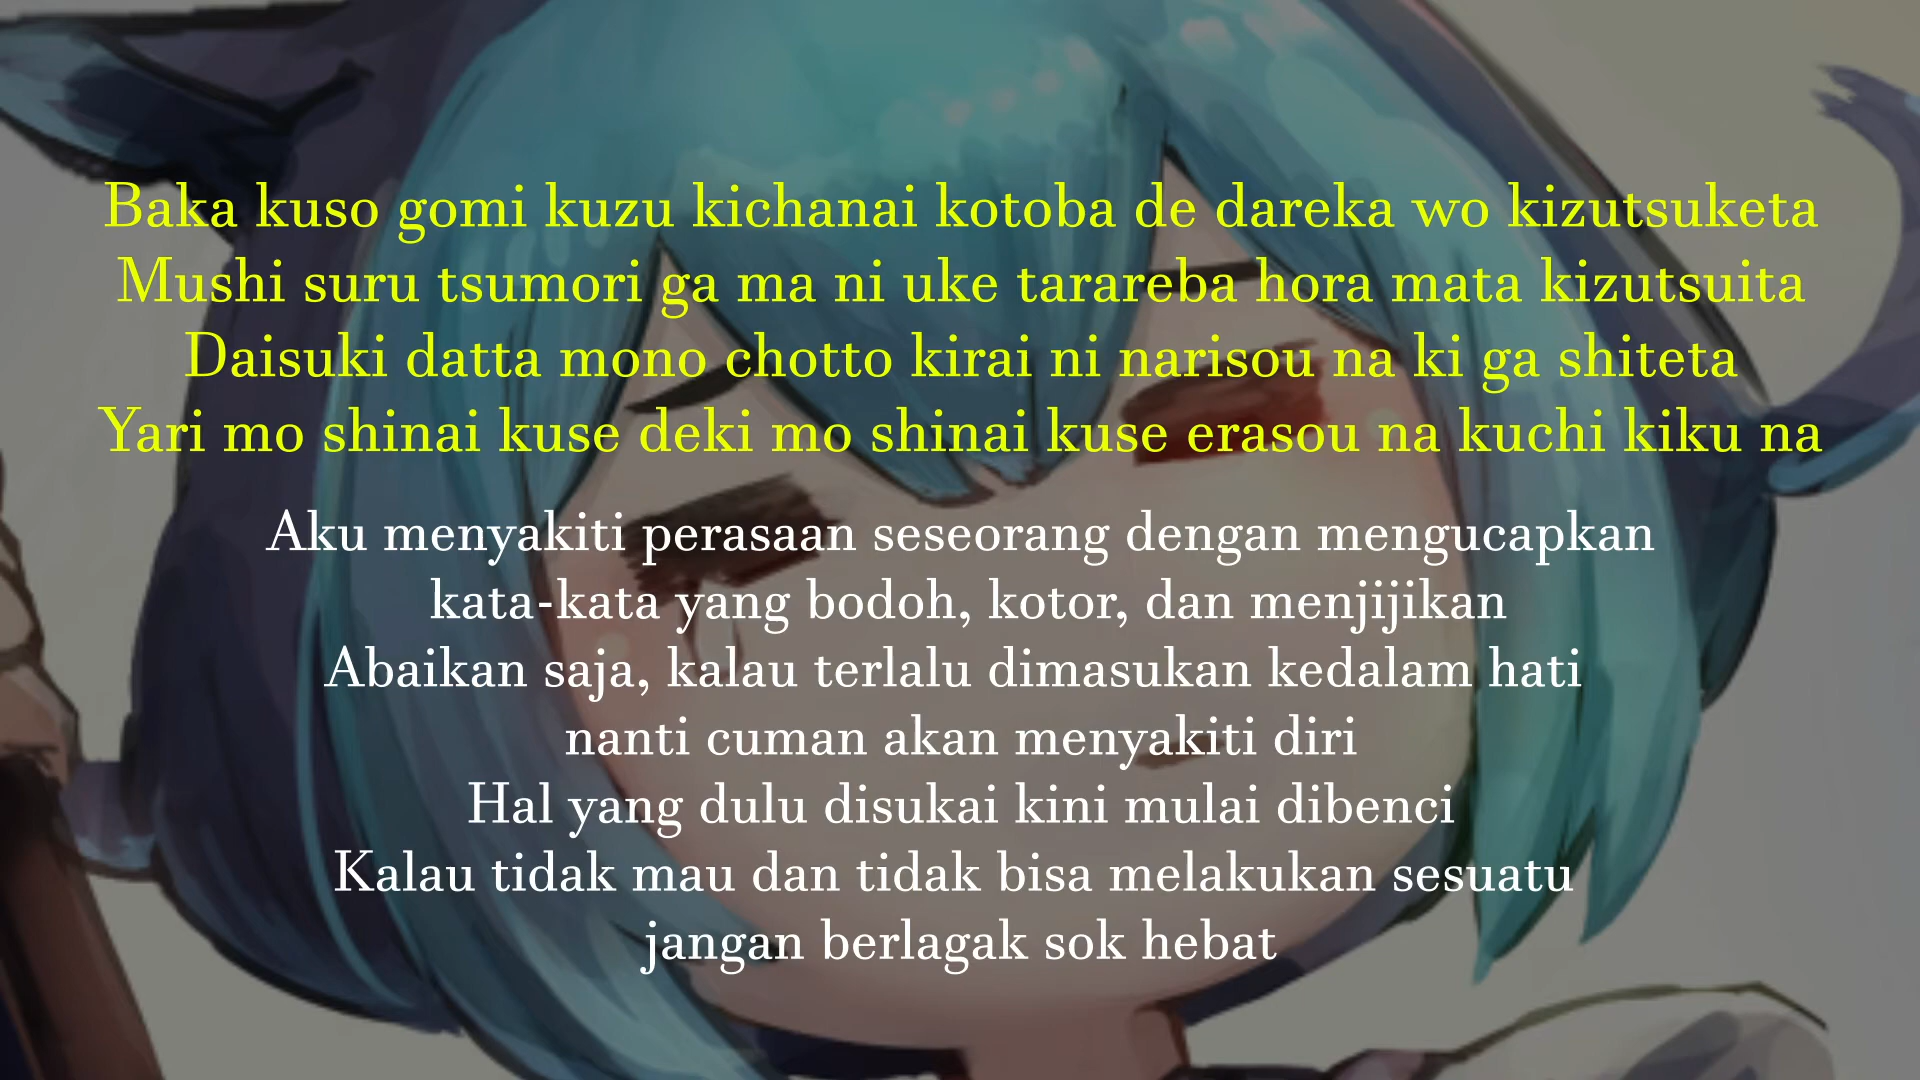 Baka kuso gomi kuzu kichanai kotoba de dareka wo kizutsuketa
Mushi suru tsumori ga ma ni uke tarareba hora mata kizutsuita
Daisuki datta mono chotto kirai ni narisou na ki ga shiteta
Yari mo shinai kuse deki mo shinai kuse erasou na kuchi kiku na
Aku menyakiti perasaan seseorang dengan mengucapkan
kata-kata yang bodoh, kotor, dan menjijikan
Abaikan saja, kalau terlalu dimasukan kedalam hati
nanti cuman akan menyakiti diri
Hal yang dulu disukai kini mulai dibenci
Kalau tidak mau dan tidak bisa melakukan sesuatu
jangan berlagak sok hebat